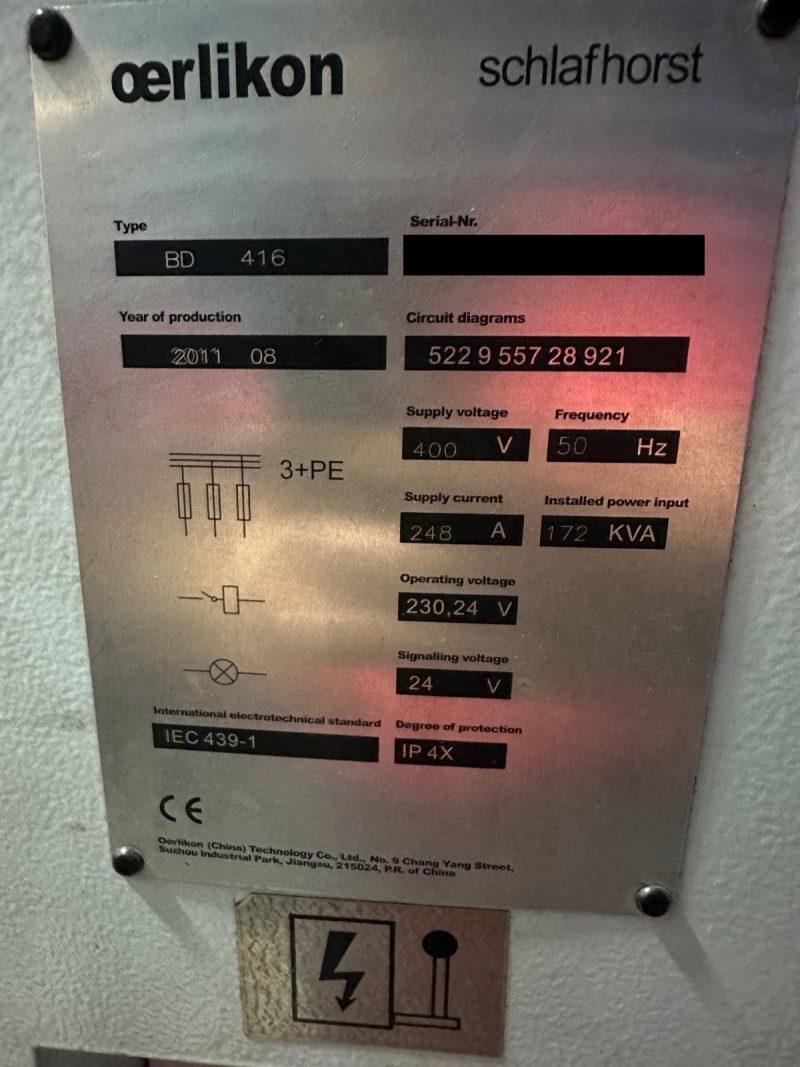 œrlikon schlafhorst
Type Serial-Nr.
BD 416
Year of production Circuit diagrams
2011 08 522 9 557 28 921
Supply voltage Frequency
400 V 50 Hz
3+PE
Supply current Installed power input
248 A 172 KVA
Operating voltage
230,24 V
Signalling voltage
24 V
International electrotechnical standard Degree of protection
IEC 439-1 IP 4X
CE
Oerlikon (China) Technology Co., Ltd., No. 9 Chang Yang Street,
Suzhou Industrial Park, Jiangsu, 215024, P.R. of China